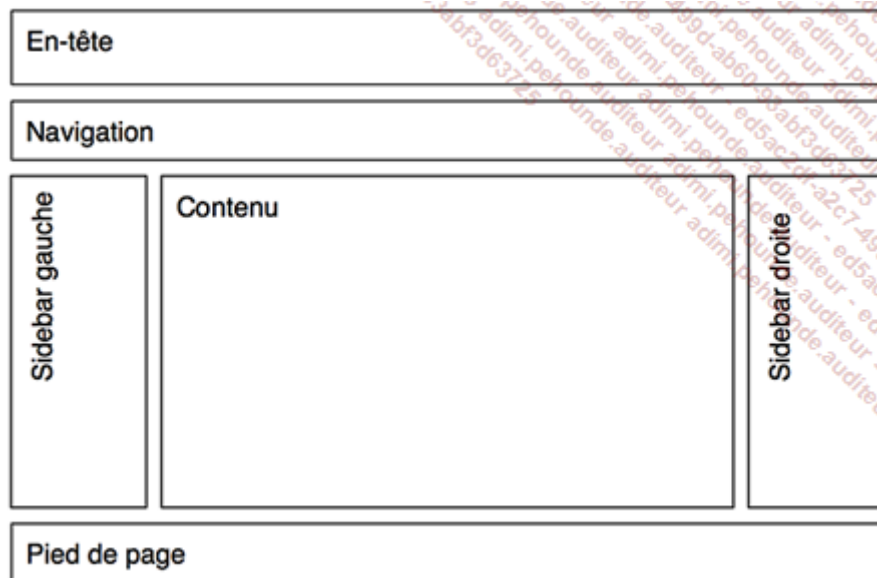 En-tête
Navigation
Sidebar gauche
Contenu
Sidebar droite
Pied de page